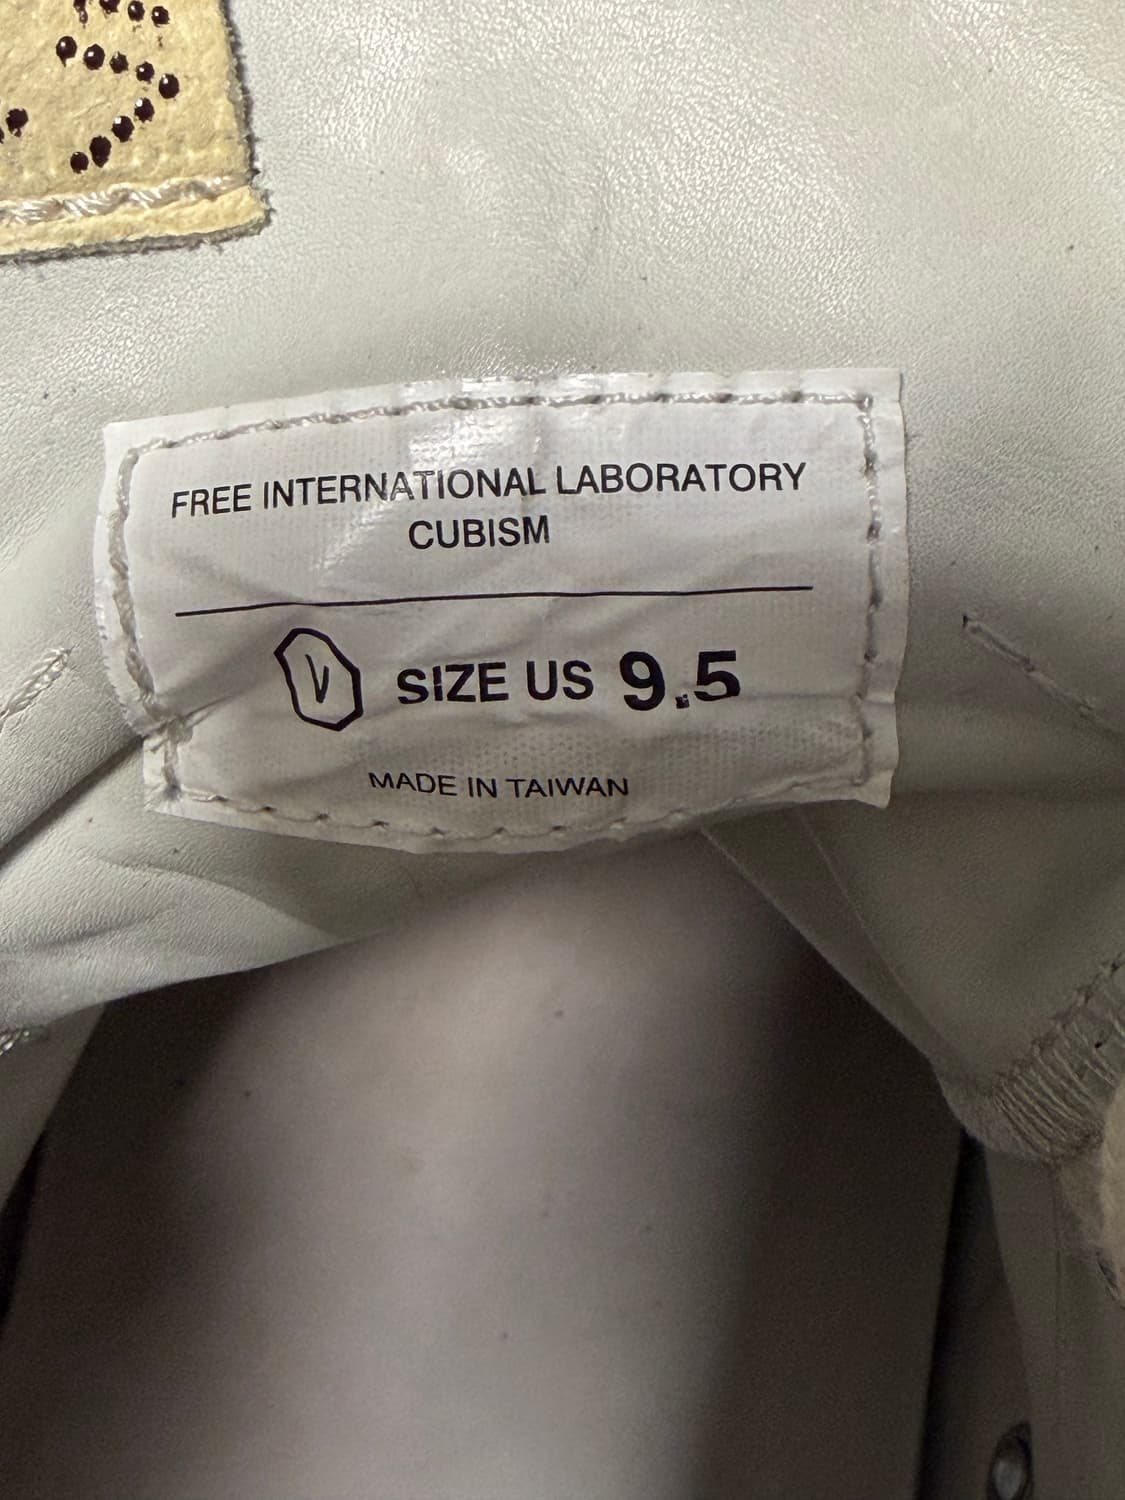 FREE INTERNATIONAL LABORATORY
CUBISM
V SIZE US 9.5
MADE IN TAIWAN